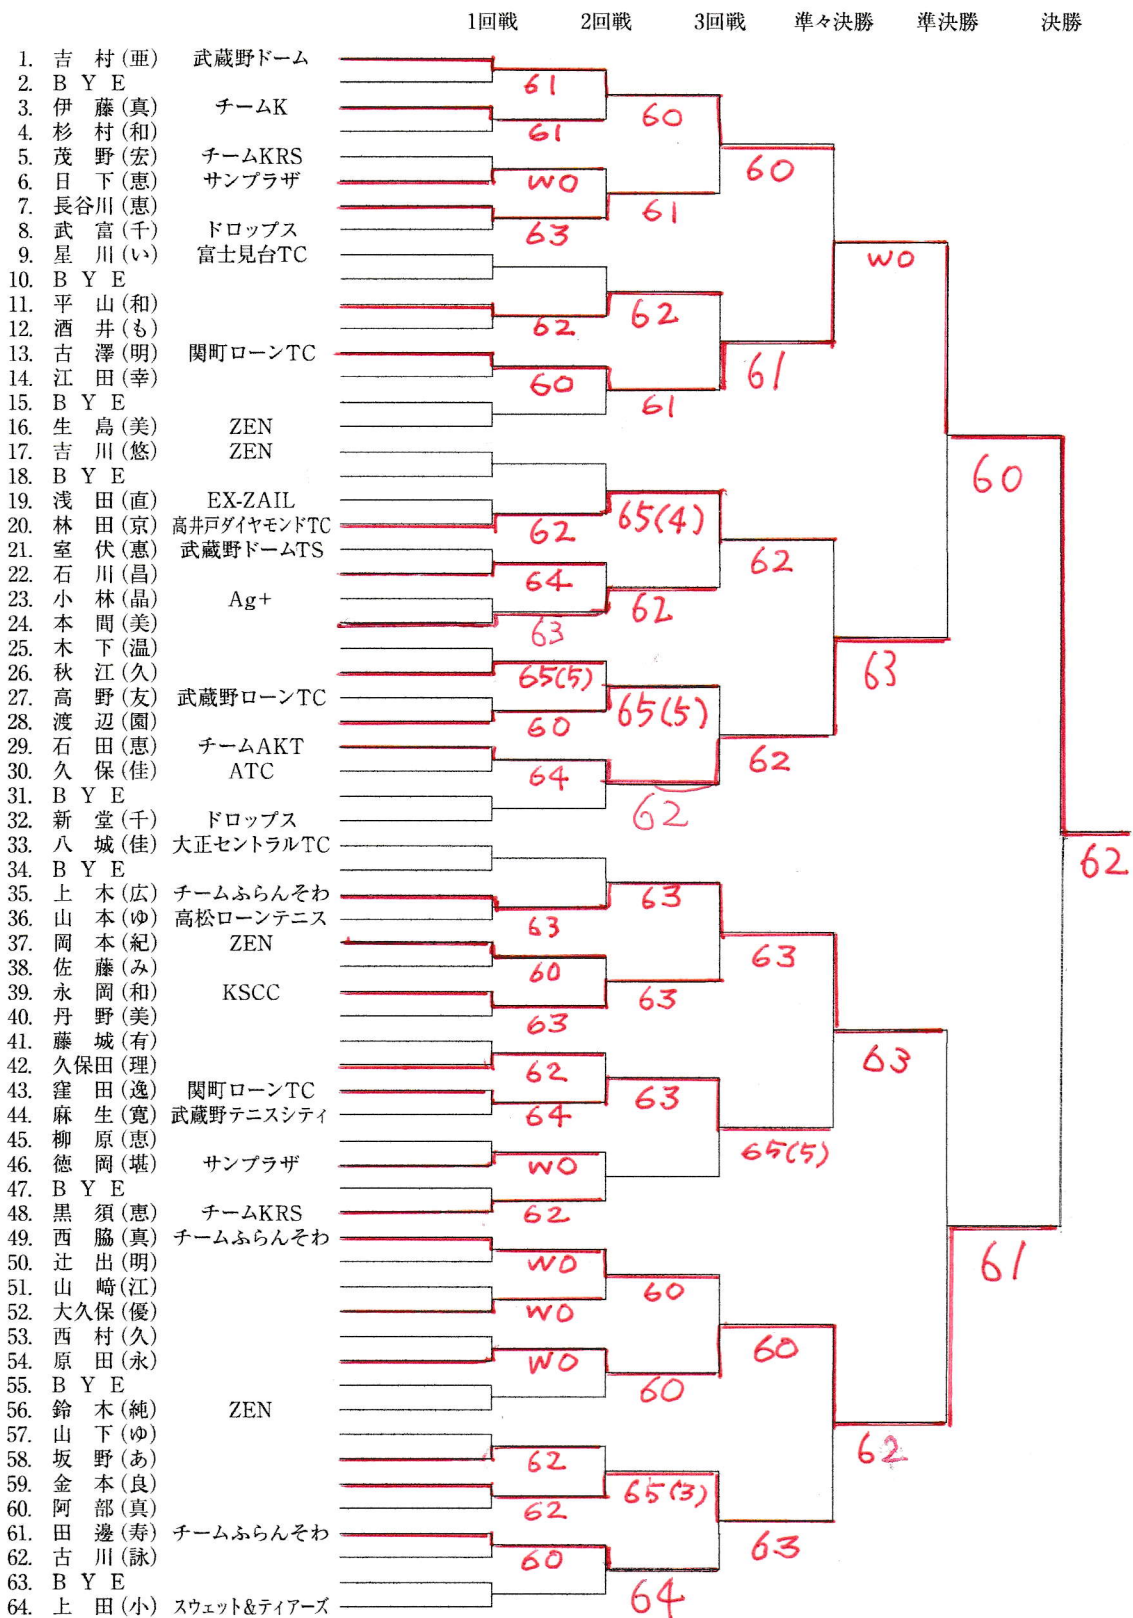 1回戦 2回戦 3回戦 準々決勝 準決勝 決勝
1. 吉 村(亜) 武蔵野ドーム
2. B Y E
61
3. 伊 藤(真) チームK
60
4. 杉 村(和)
61
5. 茂 野(宏) チームKRS
60
6. 日 下(恵) サンプラザ
WO
7. 長谷川(恵)
61
8. 武 富(千) ドロップス
63
9. 星 川(い) 富士見台TC
WO
10. B Y E
11. 平 山(和)
62
12. 酒 井(も)
62
13. 古 澤(明) 関町ローンTC
61
14. 江 田(幸)
60
15. B Y E
61
16. 生 島(美) ZEN
17. 吉 川(悠) ZEN
60
18. B Y E
19. 浅 田(直) EX-ZAIL
65(4)
20. 林 田(京) 高井戸ダイヤモンドTC
62
21. 室 伏(恵) 武蔵野ドームTS
62
22. 石 川(昌)
64
23. 小 林(晶) Ag+
62
24. 本 間(美)
63
25. 木 下(温)
63
26. 秋 江(久)
65(5)
27. 高 野(友) 武蔵野ローンTC
65(5)
28. 渡 辺(園)
60
29. 石 田(恵) チームAKT
62
30. 久 保(佳) ATC
64
31. B Y E
62
32. 新 堂(千) ドロップス
33. 八 城(佳) 大正セントラルTC
62
34. B Y E
35. 上 木(広) チームふらんそわ
63
36. 山 本(ゆ) 高松ローンテニス
63
37. 岡 本(紀) ZEN
63
38. 佐 藤(み)
60
39. 永 岡(和) KSCC
63
40. 丹 野(美)
63
41. 藤 城(有)
63
42. 久保田(理)
62
43. 窪 田(逸) 関町ローンTC
63
44. 麻 生(寛) 武蔵野テニスシティ
64
45. 柳 原(恵)
65(5)
46. 徳 岡(堪) サンプラザ
WO
47. B Y E
48. 黒 須(恵) チームKRS
62
49. 西 脇(真) チームふらんそわ
61
50. 辻 出(明)
WO
51. 山 﨑(江)
60
52. 大久保(優)
WO
53. 西 村(久)
60
54. 原 田(永)
WO
55. B Y E
60
56. 鈴 木(純) ZEN
57. 山 下(ゆ)
62
58. 坂 野(あ)
62
59. 金 本(良)
65(3)
60. 阿 部(真)
62
61. 田 邊(寿) チームふらんそわ
63
62. 古 川(詠)
60
63. B Y E
64
64. 上 田(小) スウェット&ティアーズ